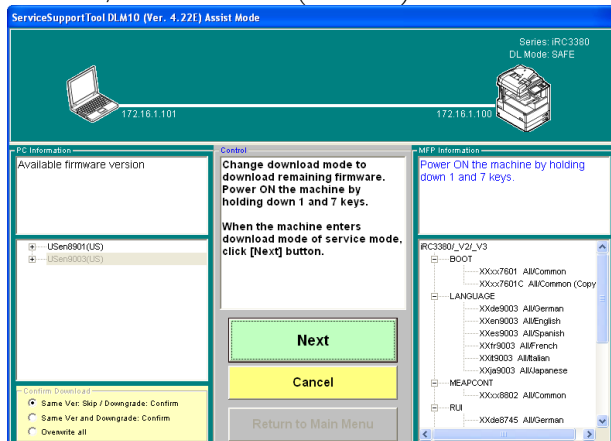 ServiceSupportTool DLM10 (Ver. 4.22E) Assist Mode
Series: iRC3380
DL Mode: SAFE
172.16.1.101
172.16.1.100
PC Information
Available firmware version
USen8901(US)
USen9003(US)
Confirm Download
Same Ver: Skip / Downgrade: Confirm
Same Ver and Downgrade: Confirm
Overwrite all
Control
Change download mode to
download remaining firmware.
Power ON the machine by
holding down 1 and 7 keys.
When the machine enters
download mode of service mode,
click [Next] button.
Next
Cancel
Return to Main Menu
MFP Information
Power ON the machine by holding
down 1 and 7 keys.
iRC3380/_V2/_V3
BOOT
XXxx7601 All/Common
XXxx7601C All/Common (Copy
LANGUAGE
XXde9003 All/German
XXen9003 All/English
XXes9003 All/Spanish
XXfr9003 All/French
XXit9003 All/Italian
XXja9003 All/Japanese
MEAPCONT
XXxx8802 All/Common
RUI
XXde8745 All/German